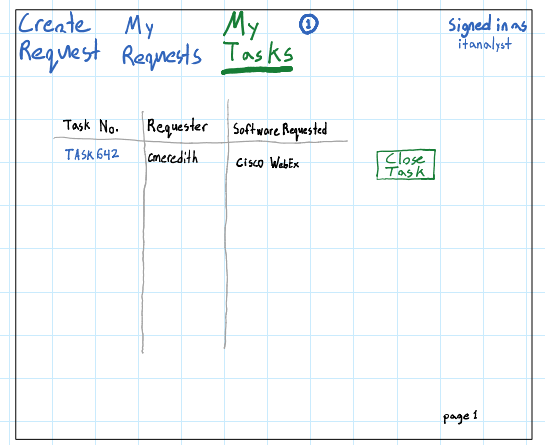 Create Request
My Requests
My Tasks
1
Signed in as
itanalyst
Task No.
Requester
Software Requested
TASK642
cmeredith
Cisco WebEx
Close Task
page 1